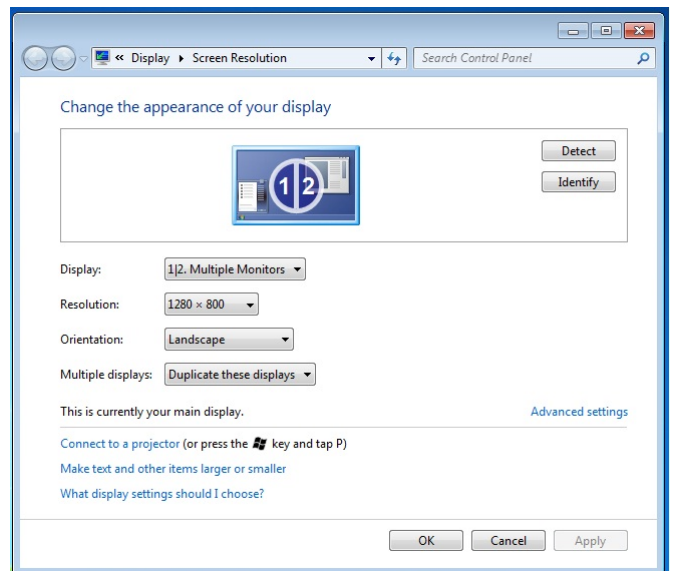 « Display ▸ Screen Resolution Search Control Panel
Change the appearance of your display
1|2
Detect
Identify
Display: 1|2. Multiple Monitors
Resolution: 1280 × 800
Orientation: Landscape
Multiple displays: Duplicate these displays
This is currently your main display. Advanced settings
Connect to a projector (or press the key and tap P)
Make text and other items larger or smaller
What display settings should I choose?
OK Cancel Apply